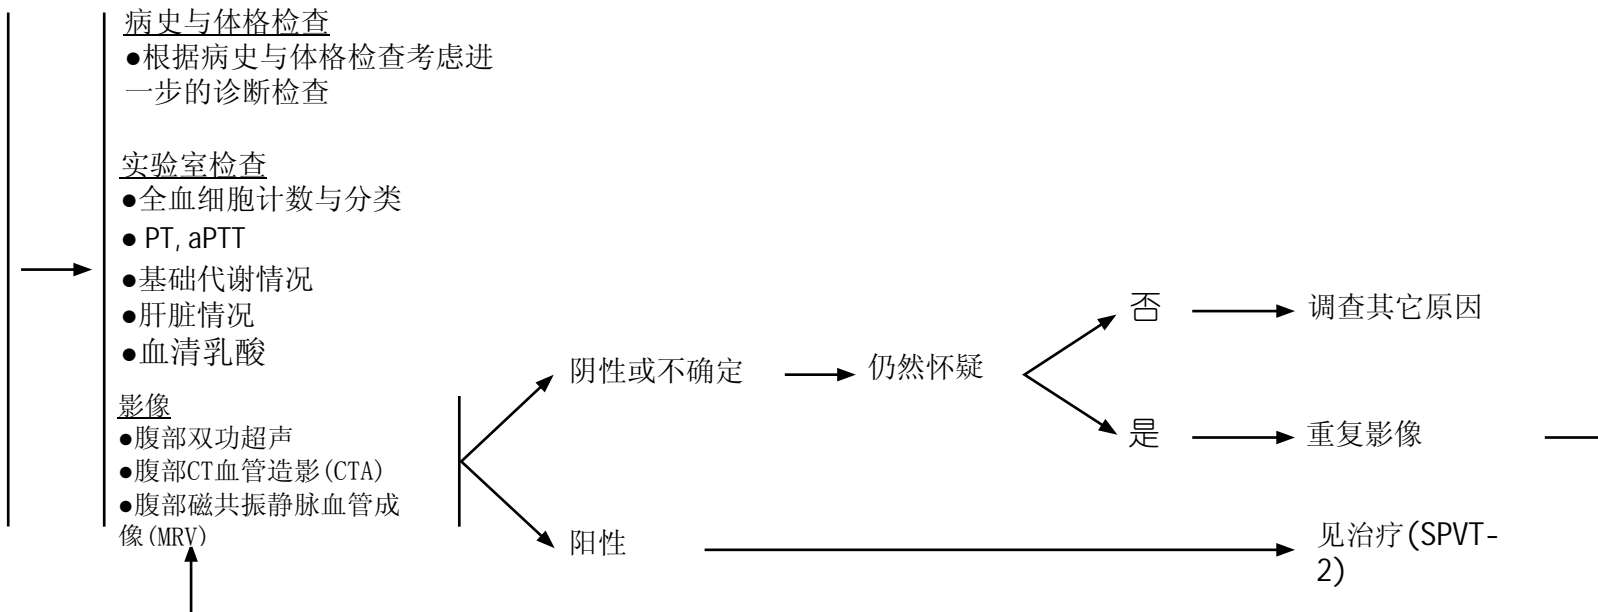 病史与体格检查
●根据病史与体格检查考虑进
一步的诊断检查
实验室检查
●全血细胞计数与分类
● PT, aPTT
●基础代谢情况
●肝脏情况
●血清乳酸
影像
●腹部双功超声
●腹部CT血管造影(CTA)
●腹部磁共振静脉血管成
像(MRV)
阴性或不确定
仍然怀疑
否
调查其它原因
是
重复影像
阳性
见治疗(SPVT-
2)